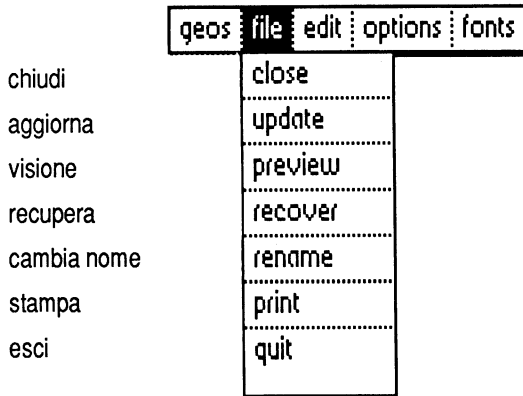 geos file edit options fonts
chiudi close
aggiorna update
visione preview
recupera recover
cambia nome rename
stampa print
esci quit